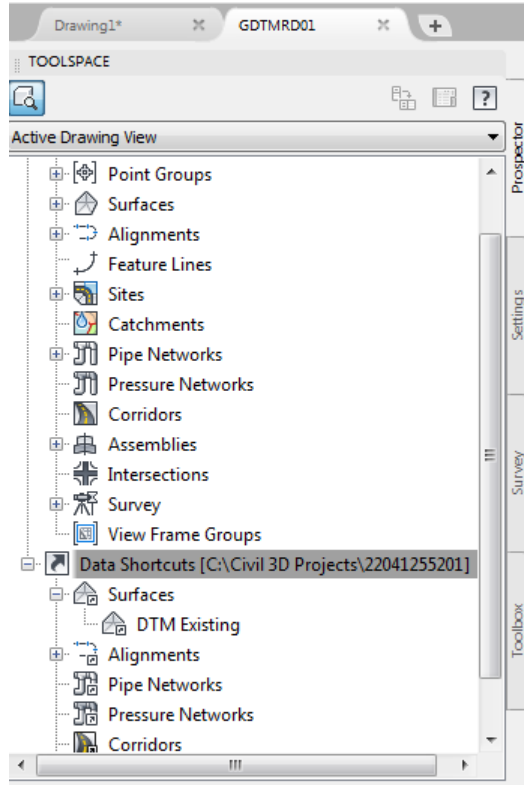 Drawing1*
GDTMRD01
+
TOOLSPACE
?
Active Drawing View
Point Groups
Surfaces
Alignments
Feature Lines
Sites
Catchments
Pipe Networks
Pressure Networks
Corridors
Assemblies
Intersections
Survey
View Frame Groups
Data Shortcuts [C:\Civil 3D Projects\22041255201]
Surfaces
DTM Existing
Alignments
Pipe Networks
Pressure Networks
Corridors
Prospector
Settings
Survey
Toolbox